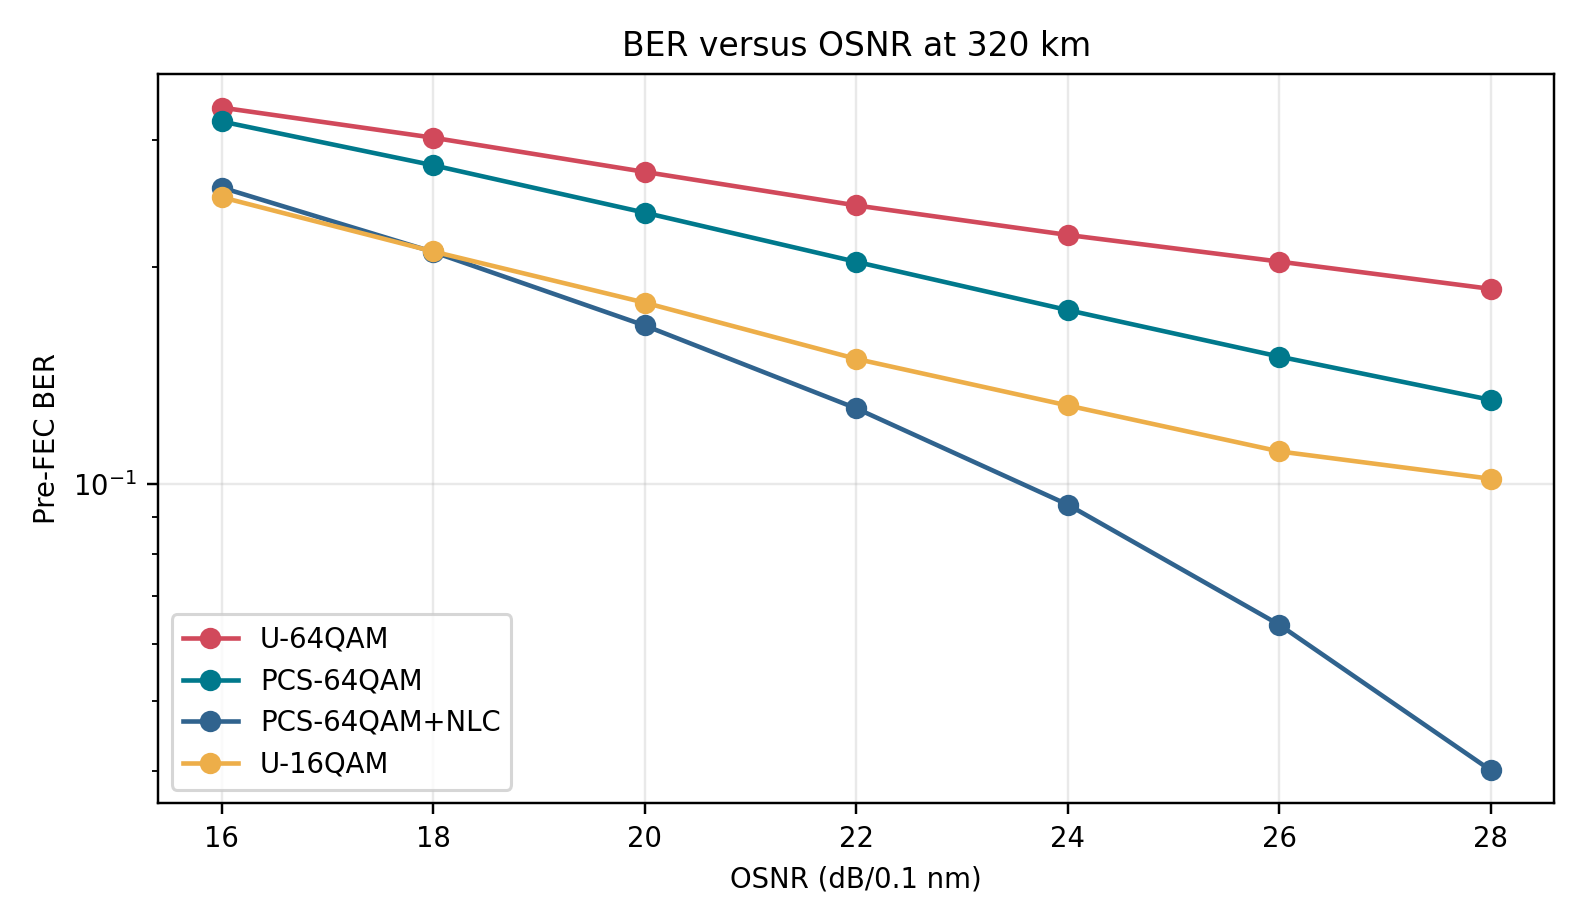 BER versus OSNR at 320 km
Pre-FEC BER
10⁻¹
U-64QAM
PCS-64QAM
PCS-64QAM+NLC
U-16QAM
16 18 20 22 24 26 28
OSNR (dB/0.1 nm)